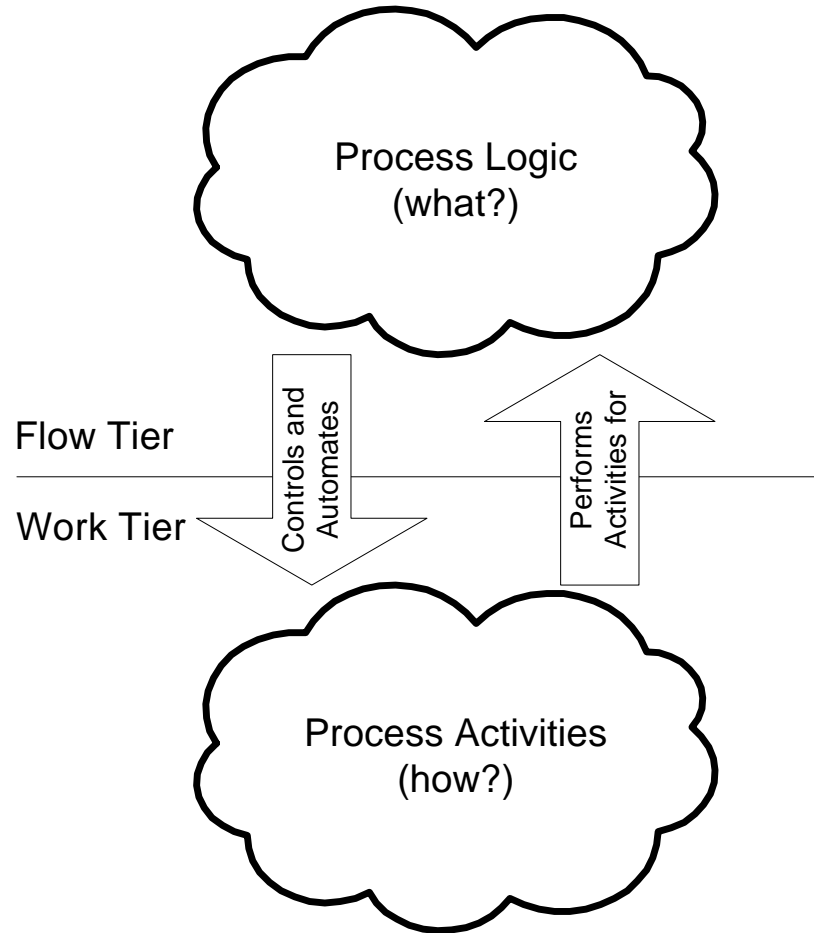 Process Logic
(what?)
Controls and
Automates
Performs
Activities for
Flow Tier
Work Tier
Process Activities
(how?)